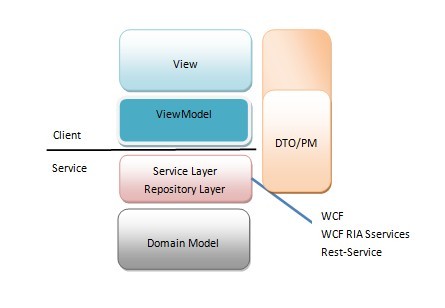 View
ViewModel
Client
DTO/PM
Service
Service Layer
Repository Layer
WCF
WCF RIA Sservices
Rest-Service
Domain Model